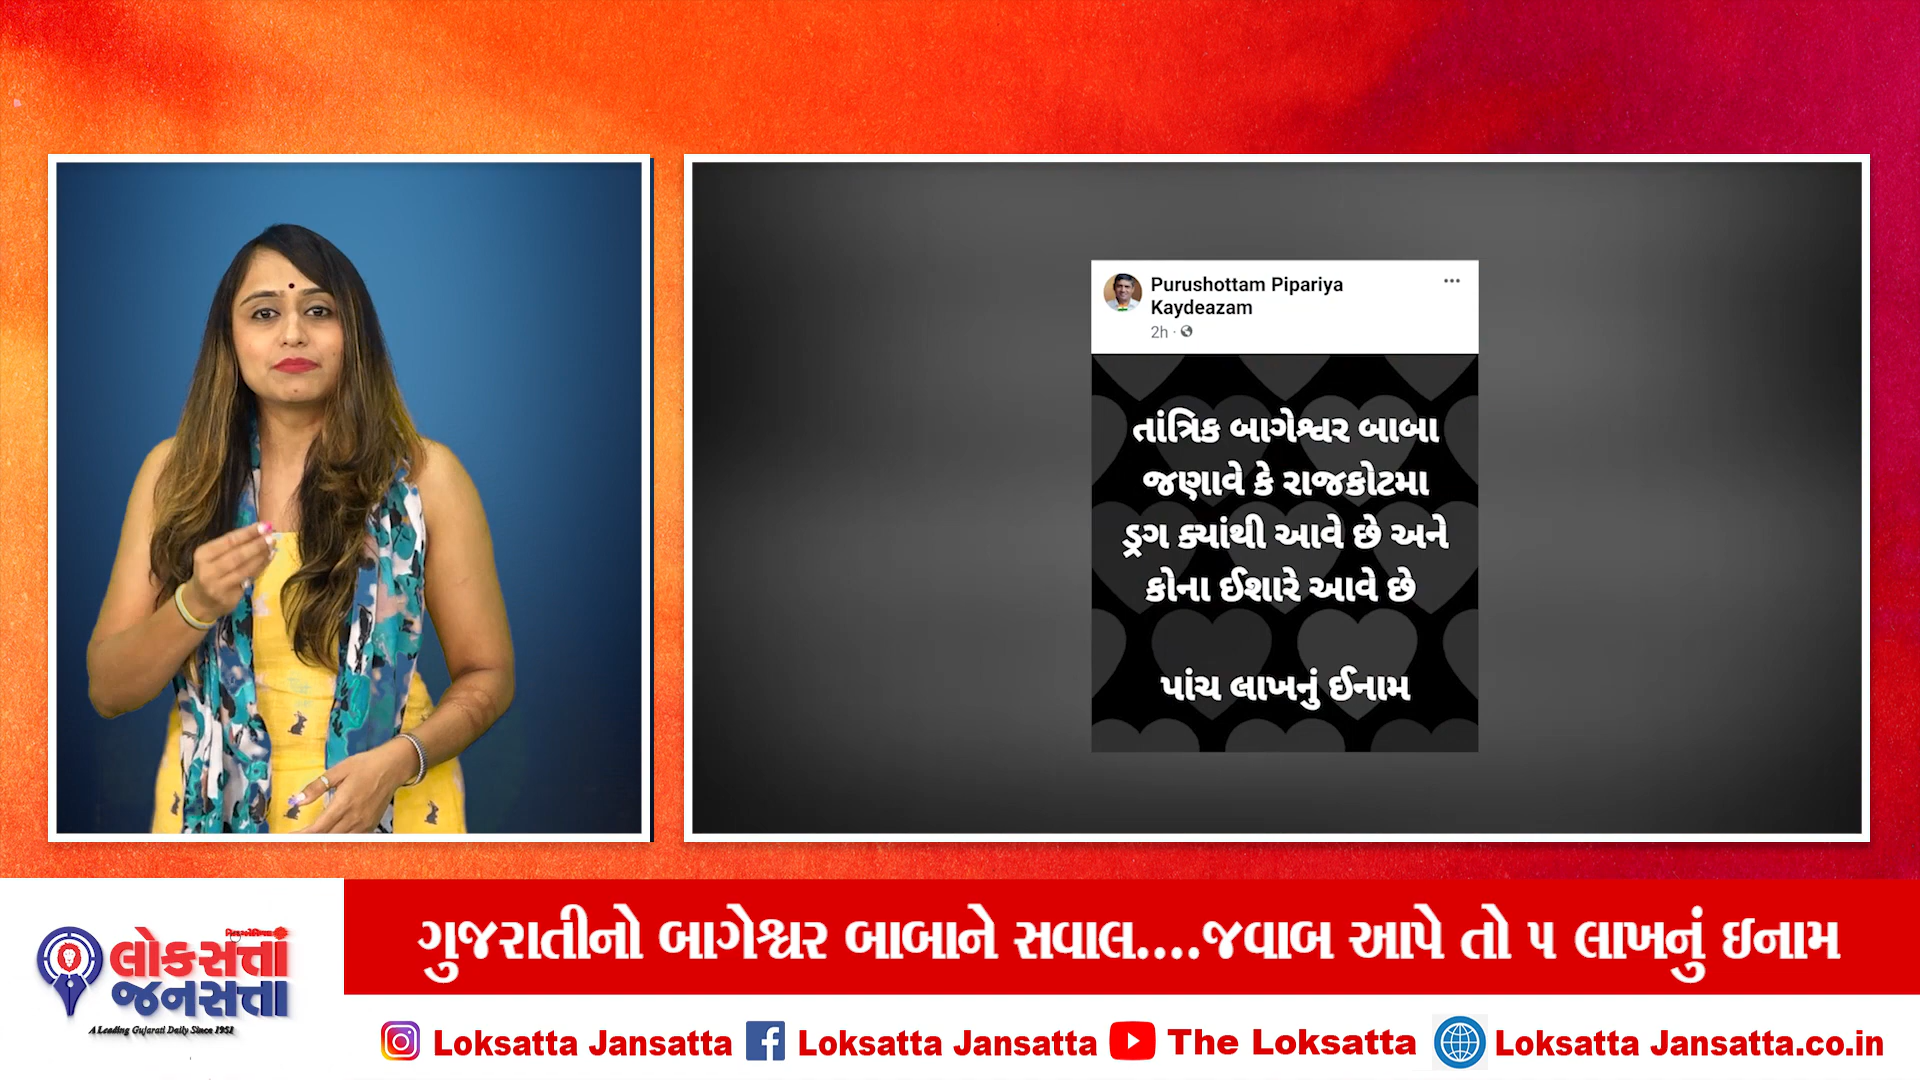 Purushottam Pipariya
Kaydeazam
2h
તાંત્રિક બાગેશ્વર બાબા
જણાવે કે રાજકોટમા
ડ્રગ ક્યાંથી આવે છે અને
કોના ઈશારે આવે છે
પાંચ લાખનું ઈનામ
ગુજરાતીનો બાગેશ્વર બાબાને સવાલ....જવાબ આપે તો ૫ લાખનું ઇનામ
લોકસત્તા
જનસત્તા
A Leading Gujarati Daily Since 1951
Loksatta Jansatta
Loksatta Jansatta
The Loksatta
Loksatta Jansatta.co.in